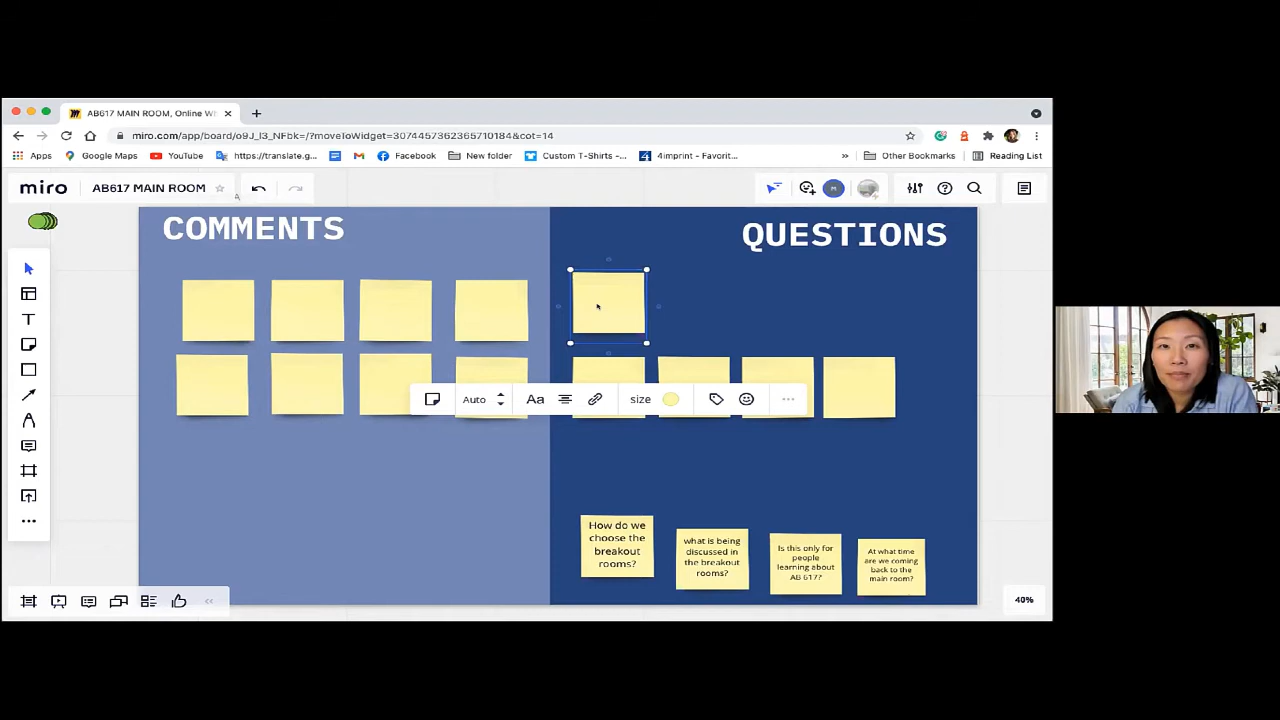 AB617 MAIN ROOM, Online Wh
miro.com/app/board/o9J_l3_NFbk=/?moveToWidget=3074457362365710184&cot=14
Apps Google Maps YouTube https://translate.g... Facebook New folder Custom T-Shirts –... 4imprint - Favorit... » Other Bookmarks Reading List
miro AB617 MAIN ROOM
COMMENTS
QUESTIONS
Auto Aa size
How do we
choose the
breakout
rooms?
what is being
discussed in
the breakout
rooms?
Is this only for
people
learning about
AB 617?
At what time
are we coming
back to the
main room?
40%